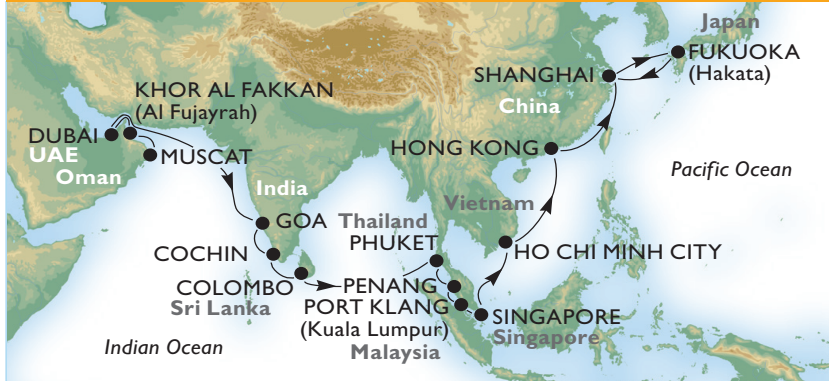 Japan
FUKUOKA
(Hakata)
SHANGHAI
China
KHOR AL FAKKAN
(Al Fujayrah)
DUBAI
UAE
Oman
MUSCAT
HONG KONG
Pacific Ocean
India
GOA
Vietnam
Thailand
PHUKET
COCHIN
HO CHI MINH CITY
COLOMBO
Sri Lanka
PENANG
PORT KLANG
(Kuala Lumpur)
Malaysia
SINGAPORE
Singapore
Indian Ocean